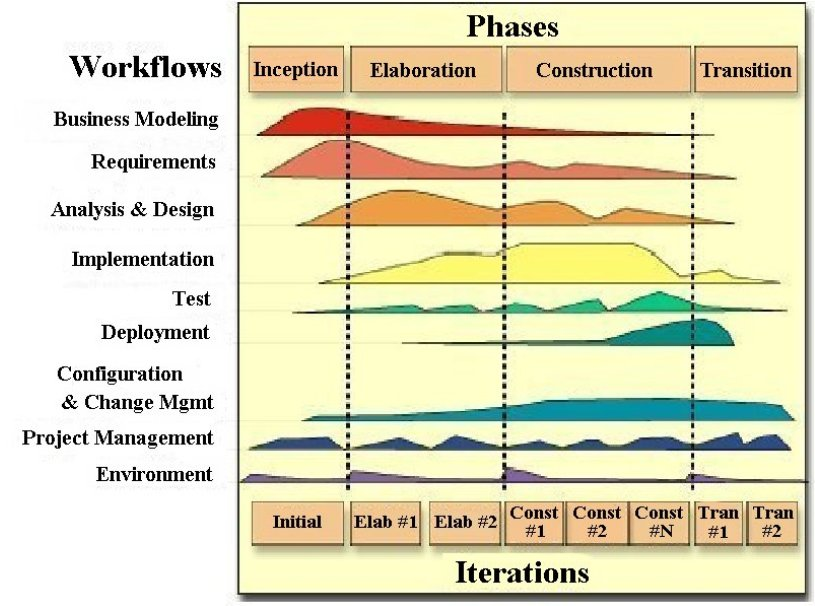 Phases
Workflows
Inception
Elaboration
Construction
Transition
Business Modeling
Requirements
Analysis & Design
Implementation
Test
Deployment
Configuration
& Change Mgmt
Project Management
Environment
Initial
Elab #1
Elab #2
Const
#1
Const
#2
Const
#N
Tran
#1
Tran
#2
Iterations